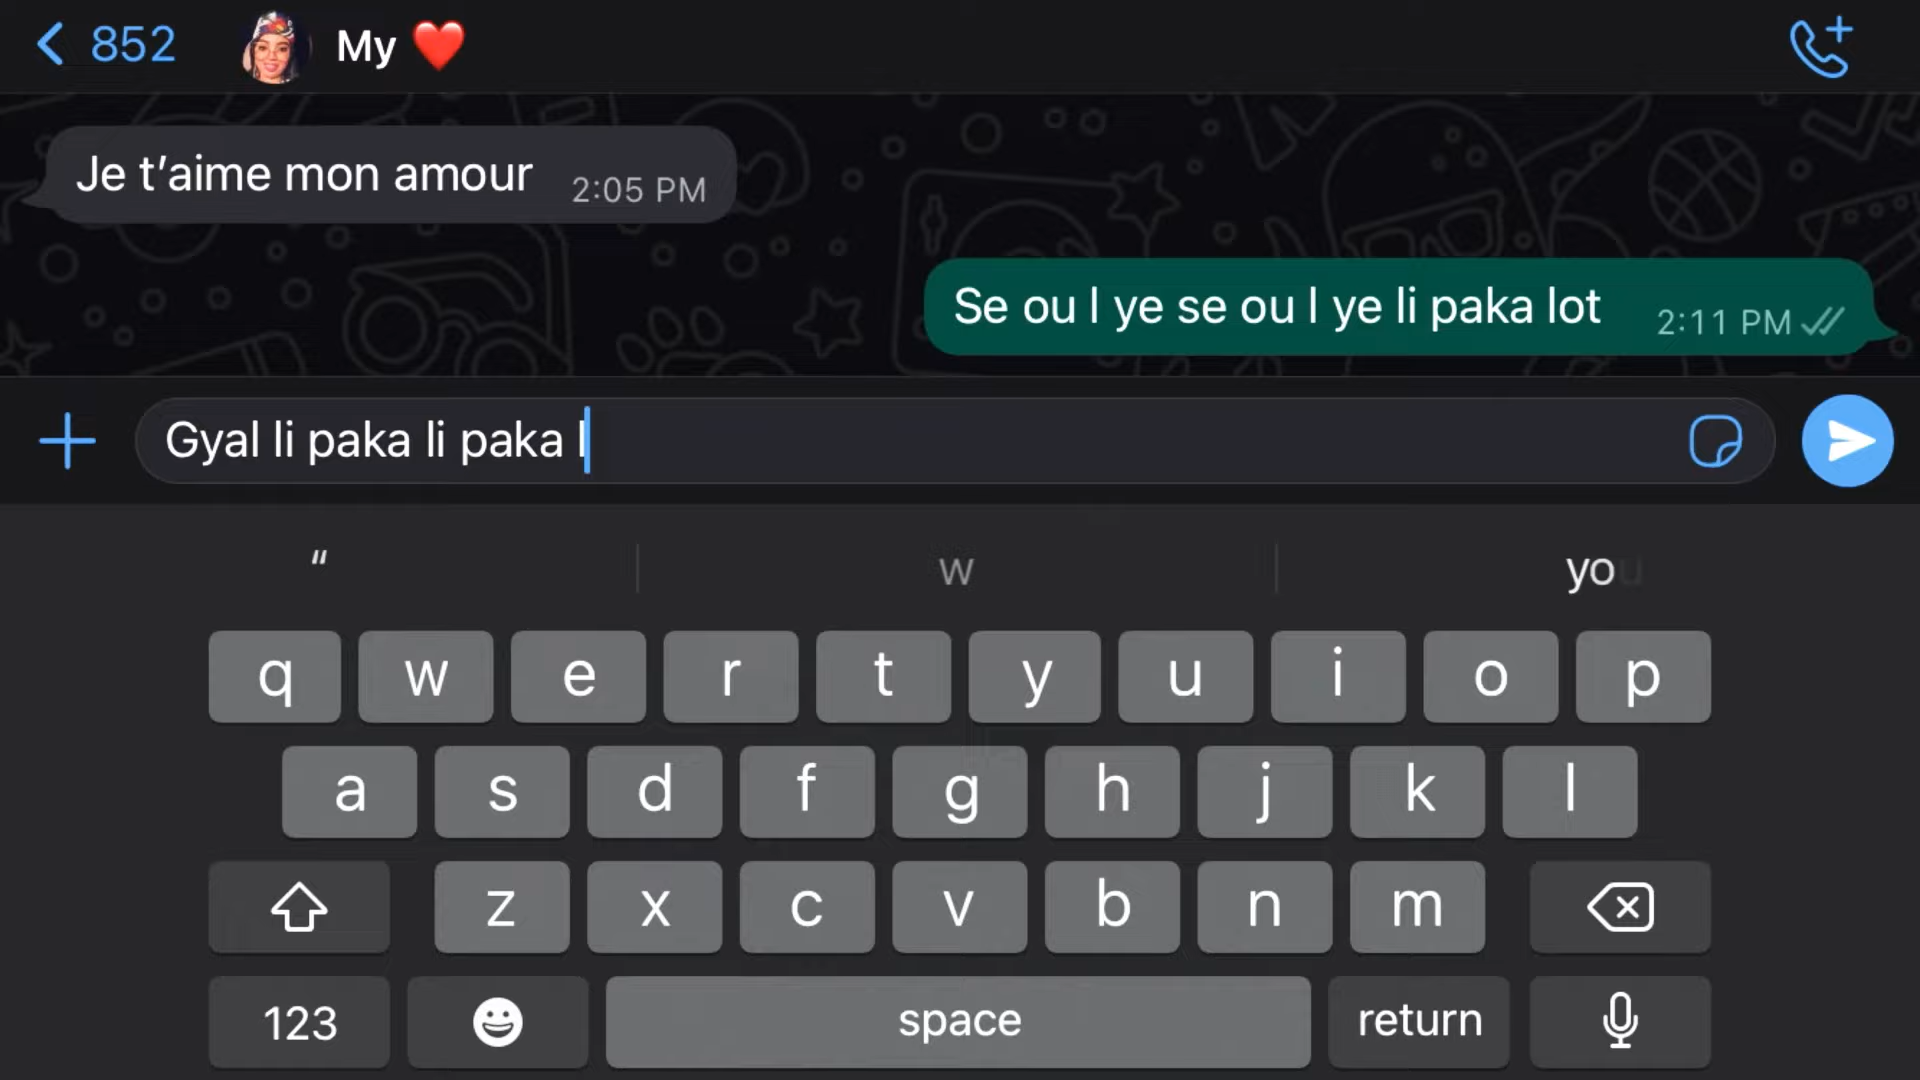 852
My ❤️
Je t’aime mon amour
2:05 PM
Se ou l ye se ou l ye li paka lot
2:11 PM
Gyal li paka li paka l
“
w
you
q w e r t y u i o p
a s d f g h j k l
z x c v b n m
123
space
return